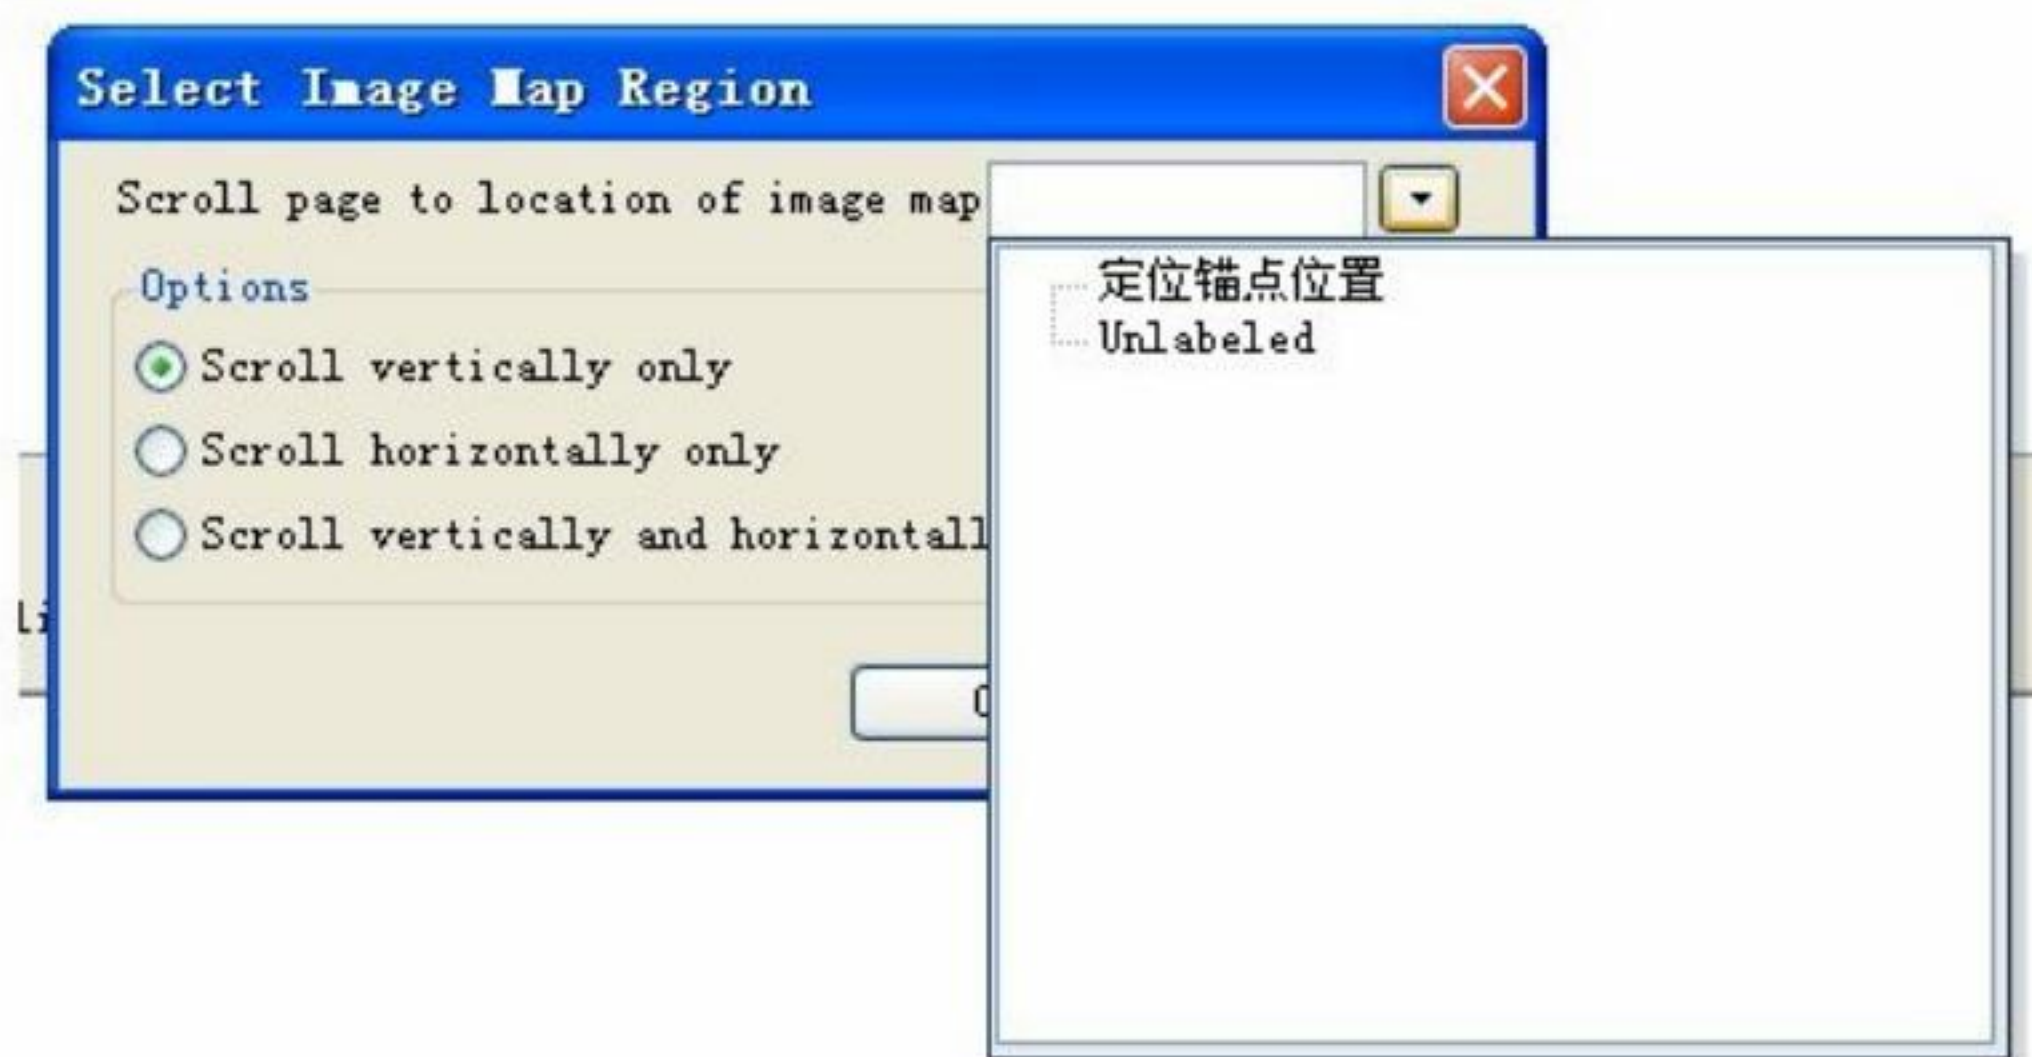 Select Image Map Region
Scroll page to location of image map
定位锚点位置
Unlabeled
Options
Scroll vertically only
Scroll horizontally only
Scroll vertically and horizontall